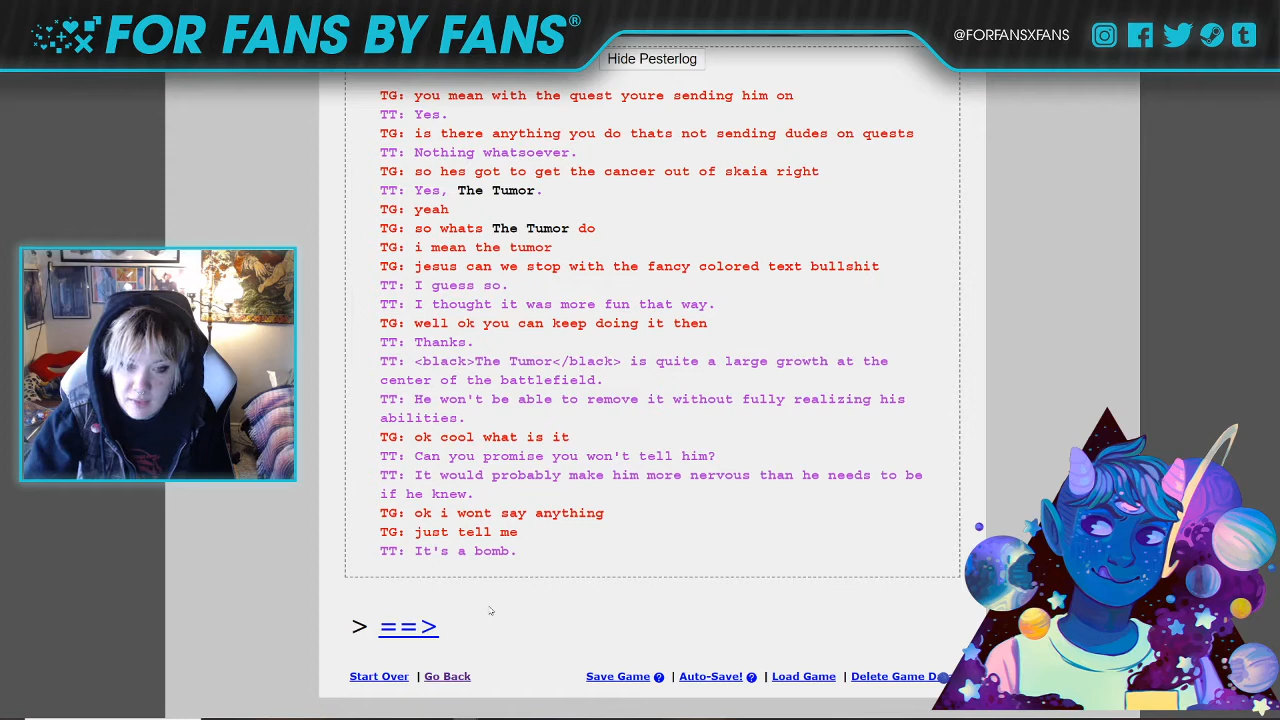 FOR FANS BY FANS®
@FORFANSXFANS
Hide Pesterlog
TG: you mean with the quest youre sending him on
TT: Yes.
TG: is there anything you do thats not sending dudes on quests
TT: Nothing whatsoever.
TG: so hes got to get the cancer out of skaia right
TT: Yes, The Tumor.
TG: yeah
TG: so whats The Tumor do
TG: i mean the tumor
TG: jesus can we stop with the fancy colored text bullshit
TT: I guess so.
TT: I thought it was more fun that way.
TG: well ok you can keep doing it then
TT: Thanks.
TT: <black>The Tumor</black> is quite a large growth at the
center of the battlefield.
TT: He won't be able to remove it without fully realizing his
abilities.
TG: ok cool what is it
TT: Can you promise you won't tell him?
TT: It would probably make him more nervous than he needs to be
if he knew.
TG: ok i wont say anything
TG: just tell me
TT: It's a bomb.
> ==>
Start Over | Go Back
Save Game ? | Auto-Save! ? | Load Game | Delete Game D